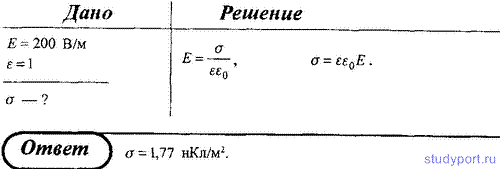 Дано
Решение
E = 200 В/м
ε = 1
σ — ?
E = σ/εε₀, σ = εε₀E.
Ответ σ = 1,77 нКл/м².
studyport.ru